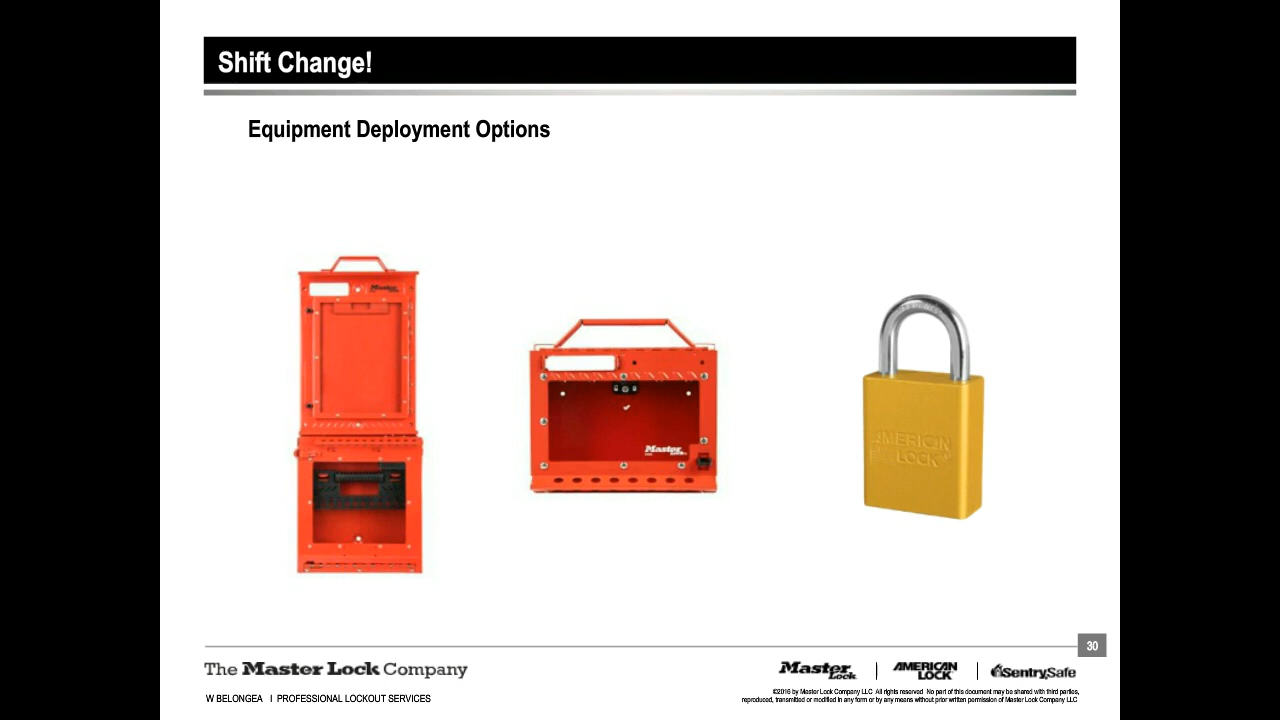 Shift Change!
Equipment Deployment Options
Master
Master
AMERICAN
LOCK
30
The Master Lock Company
Master Lock
AMERICAN LOCK
SentrySafe
©2016 by Master Lock Company LLC All rights reserved No part of this document may be shared with third parties,
reproduced, transmitted or modified in any form or by any means without prior written permission of Master Lock Company LLC
W BELONGEA I PROFESSIONAL LOCKOUT SERVICES